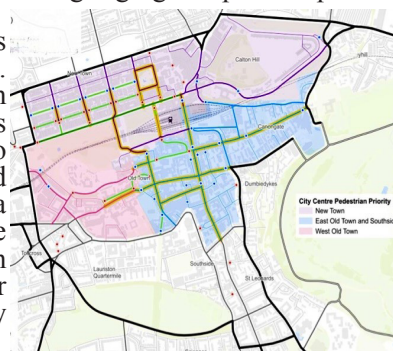 s
.
n
s
o
d
a
e
n
r
y
New Town
Calton Hill
Canongate
Old Town
Dumbiedykes
City Centre Pedestrian Priority
New Town
East Old Town and Southsid
West Old Town
Tollcross
Lauriston
Quartermile
Southside
St Leonards